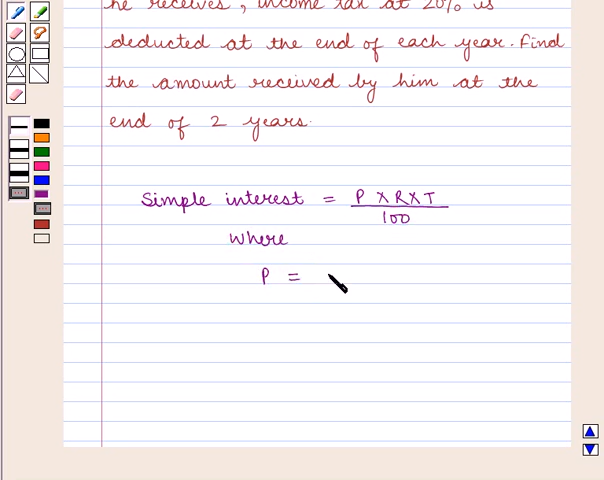 he receives, income tax at 20% is
deducted at the end of each year. Find
the amount received by him at the
end of 2 years.
Simple interest = P X R X T
100
where
P =